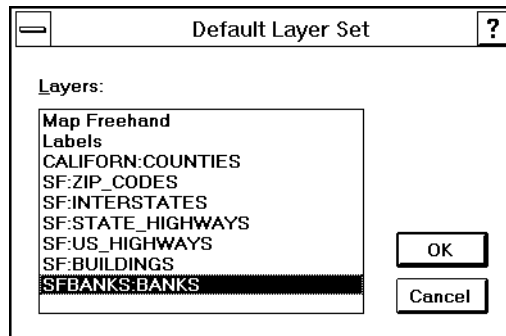 Default Layer Set ?
Layers:
Map Freehand
Labels
CALIFORN:COUNTIES
SF:ZIP_CODES
SF:INTERSTATES
SF:STATE_HIGHWAYS
SF:US_HIGHWAYS
SF:BUILDINGS
SFBANKS:BANKS
OK
Cancel